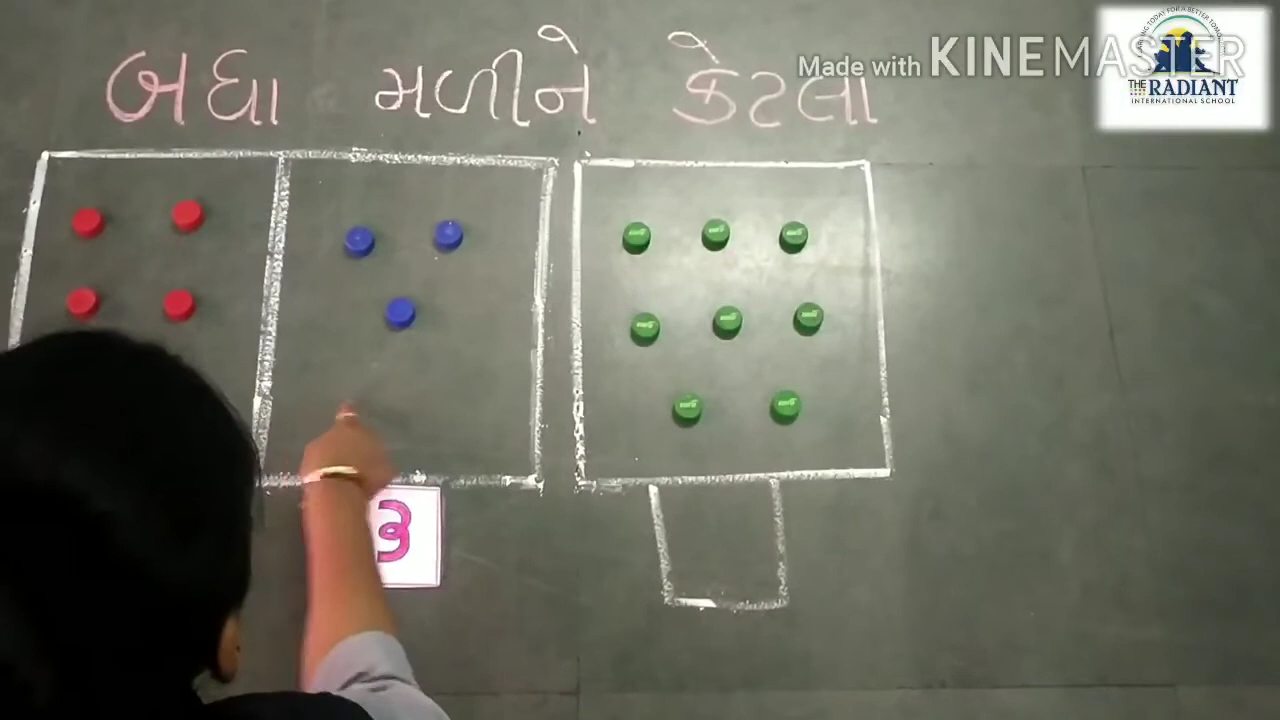 બધા મળીને કેટલા
Made with KINEMASTER
THE RADIANT
INTERNATIONAL SCHOOL
૩